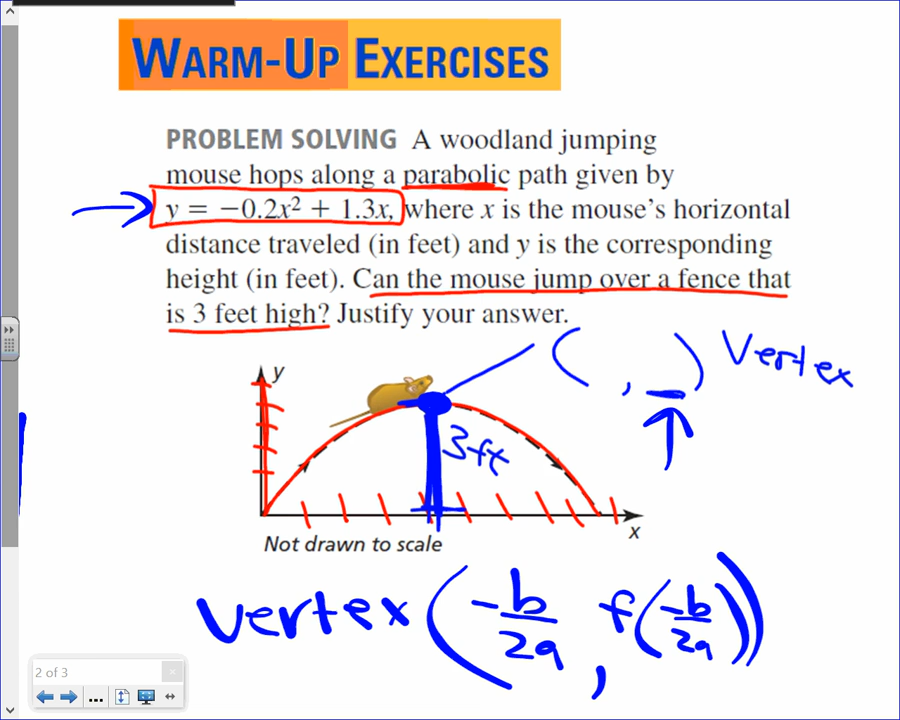 WARM-UP EXERCISES
PROBLEM SOLVING A woodland jumping
mouse hops along a parabolic path given by
y = −0.2x² + 1.3x, where x is the mouse's horizontal
distance traveled (in feet) and y is the corresponding
height (in feet). Can the mouse jump over a fence that
is 3 feet high? Justify your answer.
( , _ ) Vertex
y
3ft
x
Not drawn to scale
Vertex (-b/2a, f(-b/2a))
2 of 3